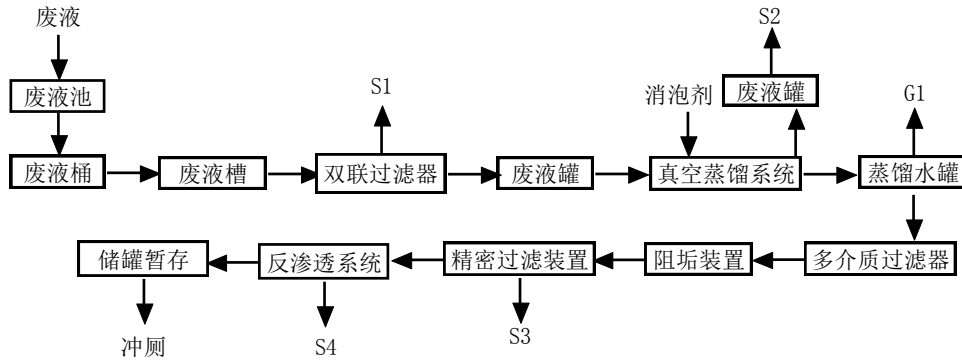 废液
S2
废液池
S1
消泡剂
废液罐
G1
废液桶
废液槽
双联过滤器
废液罐
真空蒸馏系统
蒸馏水罐
储罐暂存
反渗透系统
精密过滤装置
阻垢装置
多介质过滤器
冲厕
S4
S3